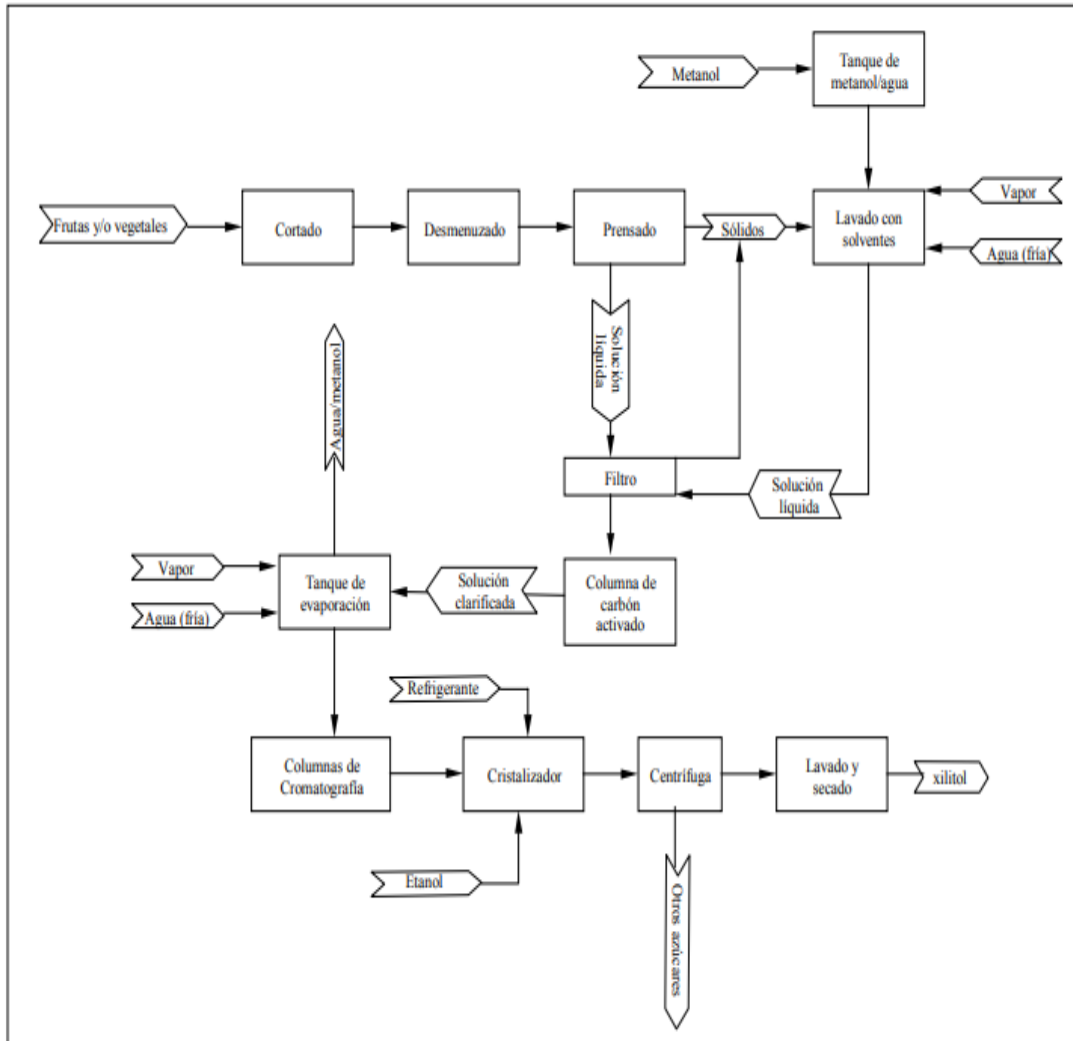 Metanol
Tanque de
metanol/agua
Frutas y/o vegetales
Cortado
Desmenuzado
Prensado
Sólidos
Lavado con
solventes
Vapor
Agua (fría)
Solución
líquida
Agua/metanol
Filtro
Solución
líquida
Vapor
Agua (fría)
Tanque de
evaporación
Solución
clarificada
Columna de
carbón
activado
Refrigerante
Columnas de
Cromatografía
Cristalizador
Centrífuga
Lavado y
secado
xilitol
Etanol
Otros azúcares